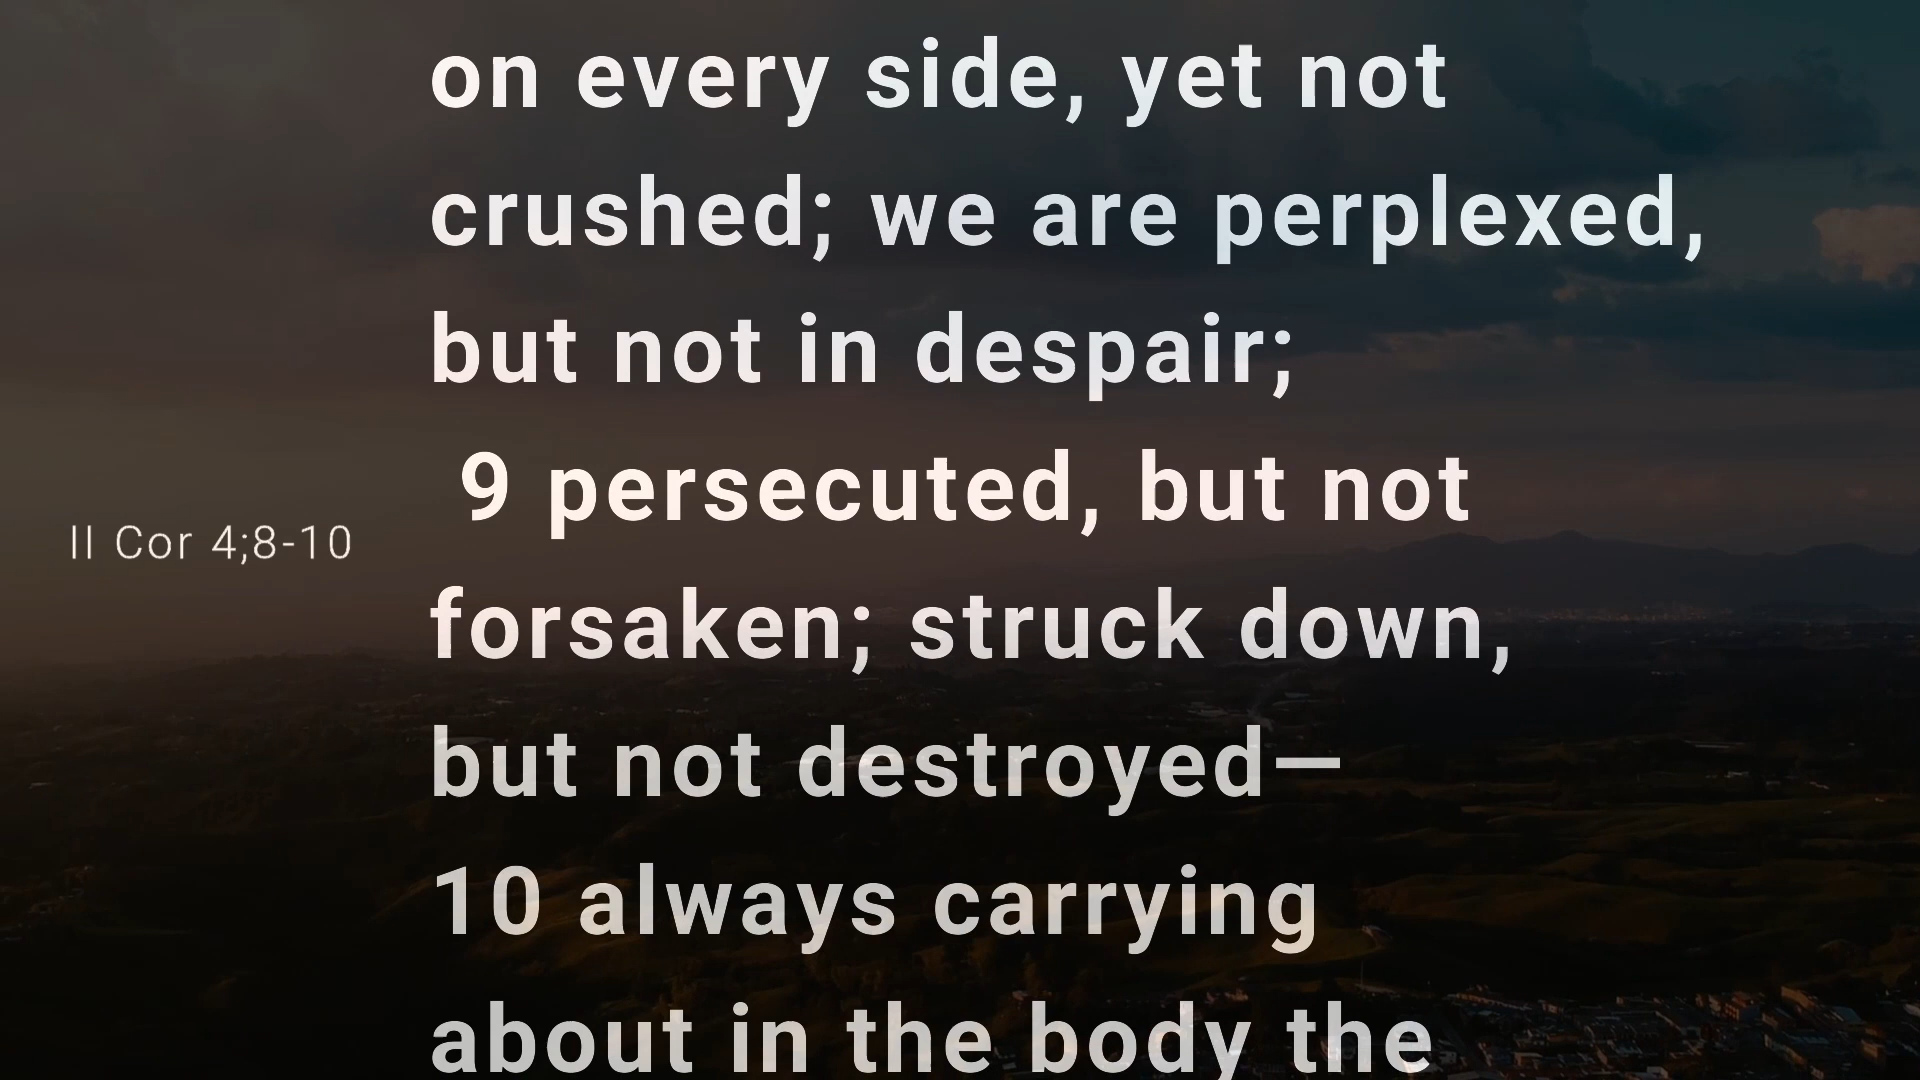 on every side, yet not
crushed; we are perplexed,
but not in despair;
9 persecuted, but not
II Cor 4;8-10
forsaken; struck down,
but not destroyed—
10 always carrying
about in the body the